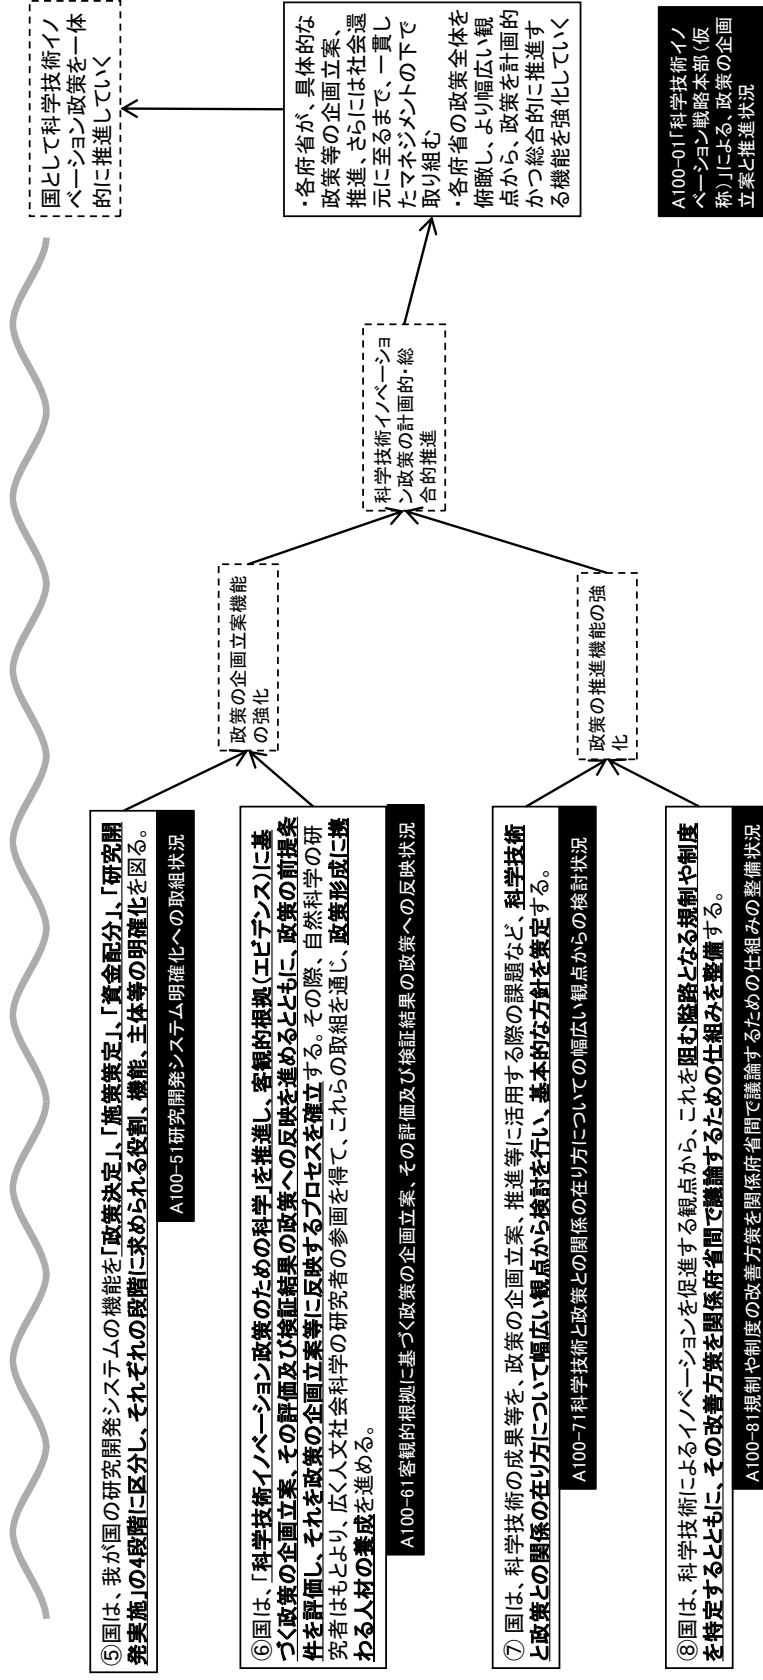 ⑤国は、我が国の研究開発システムの機能を「政策決定」、「施策策定」、「資金配分」、「研究開
発実施」の4段階に区分し、それぞれの段階に求められる役割、機能、主体等の明確化を図る。
A100-51研究開発システム明確化への取組状況
⑥国は、「科学技術イノベーション政策のための科学」を推進し、客観的根拠（エビデンス）に基
づく政策の企画立案、その評価及び検証結果の政策への反映を進めるとともに、政策の前提条
件を評価し、それを政策の企画立案等に反映するプロセスを確立する。その際、自然科学の研
究者はもとより、広く人文社会科学の研究者の参画を得て、これらの取組を通じ、政策形成に携
わる人材の養成を進める。
A100-61客観的根拠に基づく政策の企画立案、その評価及び検証結果の政策への反映状況
⑦ 国は、科学技術の成果等を、政策の企画立案、推進等に活用する際の課題など、科学技術
と政策との関係の在り方について幅広い観点から検討を行い、基本的な方針を策定する。
A100-71科学技術と政策との関係の在り方についての幅広い観点からの検討状況
⑧国は、科学技術によるイノベーションを促進する観点から、これを阻む隘路となる規制や制度
を特定するとともに、その改善方策を関係府省間で議論するための仕組みを整備する。
A100-81規制や制度の改善方策を関係府省間で議論するための仕組みの整備状況
政策の企画立案機能
の強化
政策の推進機能の強
化
科学技術イノベーショ
ン政策の計画的・総
合的推進
国として科学技術イノ
ベーション政策を一体
的に推進していく
・各府省が、具体的な
政策等の企画立案、
推進、さらには社会還
元に至るまで、一貫し
たマネジメントの下で
取り組む
・各府省の政策全体を
俯瞰し、より幅広い観
点から、政策を計画的
かつ総合的に推進す
る機能を強化していく
A100-01「科学技術イノ
ベーション戦略本部（仮
称）」による、政策の企画
立案と推進状況